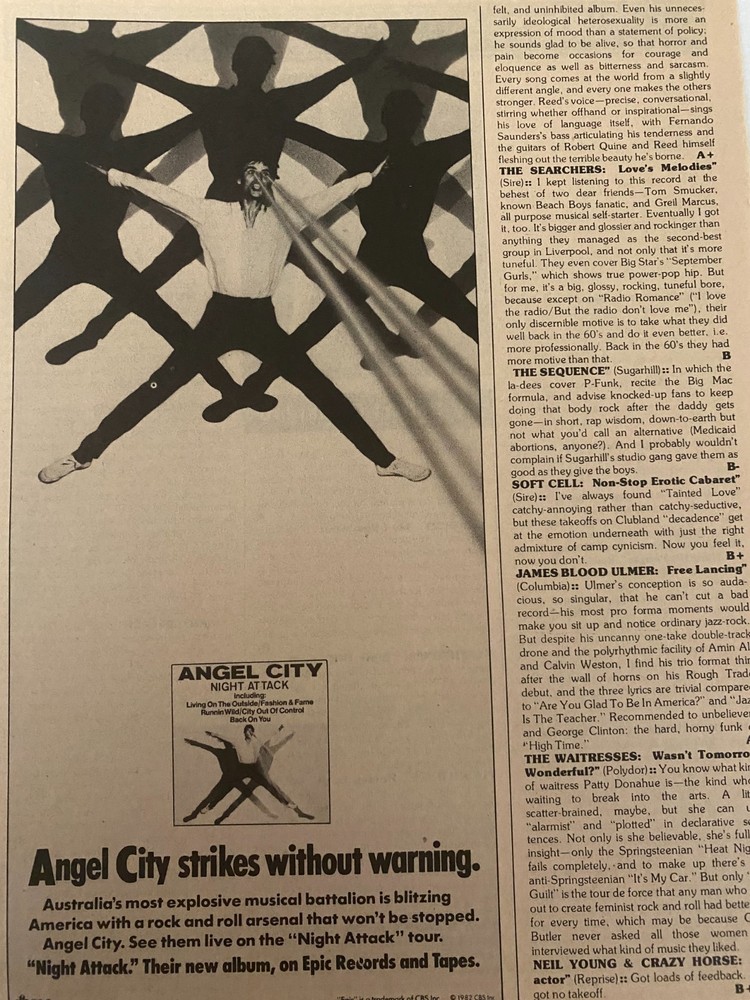 ANGEL CITY
NIGHT ATTACK
Including:
Living On The Outside/Fashion & Fame
Runnin Wild/City Out Of Control
Back On You
Angel City strikes without warning.
Australia's most explosive musical battalion is blitzing
America with a rock and roll arsenal that won't be stopped.
Angel City. See them live on the "Night Attack" tour.
"Night Attack." Their new album, on Epic Records and Tapes.
"Epic" is a trademark of CBS Inc. © 1982 CBS Inc.
felt, and uninhibited album. Even his unneces-
sarily ideological heterosexuality is more an
expression of mood than a statement of policy;
he sounds glad to be alive, so that horror and
pain become occasions for courage and
eloquence as well as bitterness and sarcasm.
Every song comes at the world from a slightly
different angle, and every one makes the others
stronger. Reed's voice—precise, conversational,
stirring whether offhand or inspirational—sings
his love of language itself, with Fernando
Saunders's bass articulating his tenderness and
the guitars of Robert Quine and Reed himself
fleshing out the terrible beauty he's borne. A+
THE SEARCHERS: Love's Melodies"
(Sire):: I kept listening to this record at the
behest of two dear friends—Tom Smucker,
known Beach Boys fanatic, and Greil Marcus,
all purpose musical self-starter. Eventually I got
it, too. It's bigger and glossier and rockinger than
anything they managed as the second-best
group in Liverpool, and not only that it's more
tuneful. They even cover Big Star's "September
Gurls," which shows true power-pop hip. But
for me, it's a big, glossy, rocking, tuneful bore,
because except on "Radio Romance" ("I love
the radio/But the radio don't love me"), their
only discernible motive is to take what they did
well back in the 60's and do it even better, i.e.
more professionally. Back in the 60's they had
more motive than that. B
THE SEQUENCE" (Sugarhill):: In which the
la-dees cover P-Funk, recite the Big Mac
formula, and advise knocked-up fans to keep
doing that body rock after the daddy gets
gone—in short, rap wisdom, down-to-earth but
not what you'd call an alternative (Medicaid
abortions, anyone?). And I probably wouldn't
complain if Sugarhill's studio gang gave them as
good as they give the boys. B-
SOFT CELL: Non-Stop Erotic Cabaret"
(Sire):: I've always found "Tainted Love"
catchy-annoying rather than catchy-seductive,
but these takeoffs on Clubland "decadence" get
at the emotion underneath with just the right
admixture of camp cynicism. Now you feel it,
now you don't. B+
JAMES BLOOD ULMER: Free Lancing"
(Columbia):: Ulmer's conception is so auda-
cious, so singular, that he can't cut a bad
record—his most pro forma moments would
make you sit up and notice ordinary jazz-rock.
But despite his uncanny one-take double-track
drone and the polyrhythmic facility of Amin Al
and Calvin Weston, I find his trio format thin
after the wall of horns on his Rough Trade
debut, and the three lyrics are trivial compare
to "Are You Glad To Be In America?" and "Jaz
Is The Teacher." Recommended to unbeliever
and George Clinton: the hard, horny funk
"High Time."
THE WAITRESSES: Wasn't Tomorro
Wonderful?" (Polydor):: You know what kin
of waitress Patty Donahue is—the kind who
waiting to break into the arts. A lit
scatter-brained, maybe, but she can u
"alarmist" and "plotted" in declarative se
tences. Not only is she believable, she's full
insight—only the Springsteenian "Heat Nig
fails completely, and to make up there's
anti-Springsteenian "It's My Car." But only
Guilt" is the tour de force that any man who
out to create feminist rock and roll had bette
for every time, which may be because C
Butler never asked all those women
interviewed what kind of music they liked.
NEIL YOUNG & CRAZY HORSE:
actor" (Reprise):: Got loads of feedback.
got no takeoff. B+